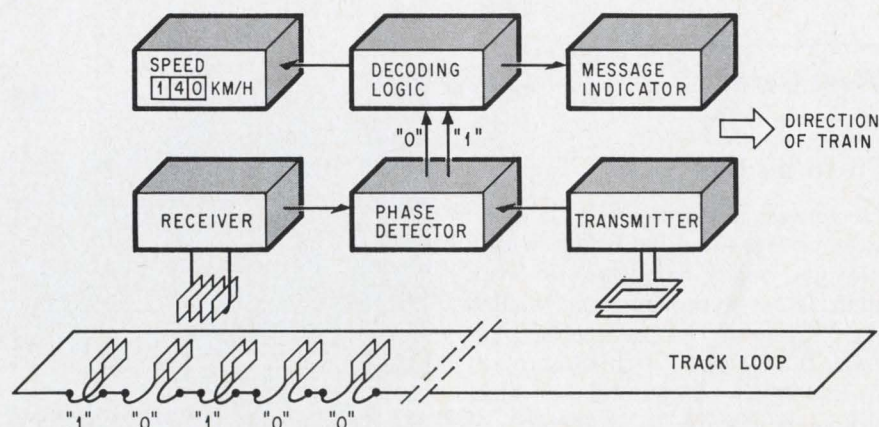 SPEED
140 KM/H
DECODING
LOGIC
MESSAGE
INDICATOR
DIRECTION
OF TRAIN
"0" "1"
RECEIVER
PHASE
DETECTOR
TRANSMITTER
TRACK LOOP
"1" "0" "1" "0" "0"